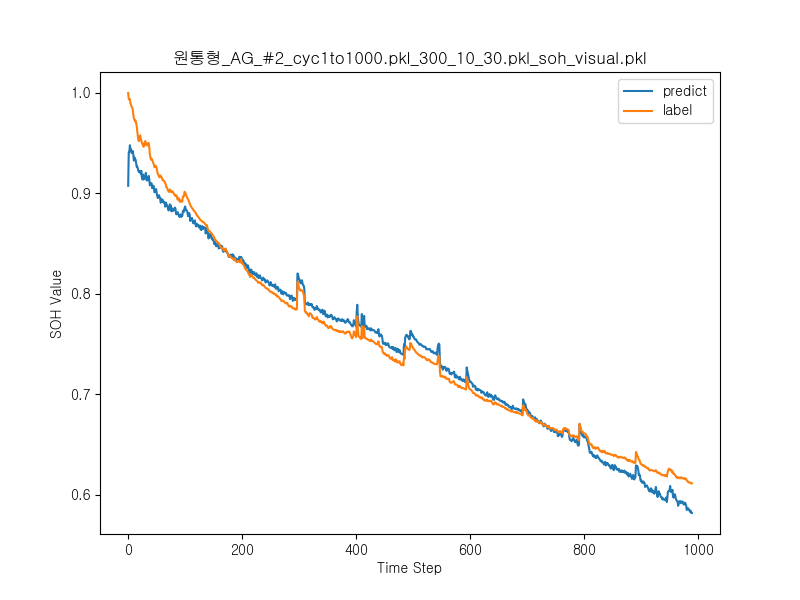 원통형_AG_#2_cyc1to1000.pkl_300_10_30.pkl_soh_visual.pkl
predict
label
1.0
0.9
0.8
0.7
0.6
SOH Value
0
200
400
600
800
1000
Time Step